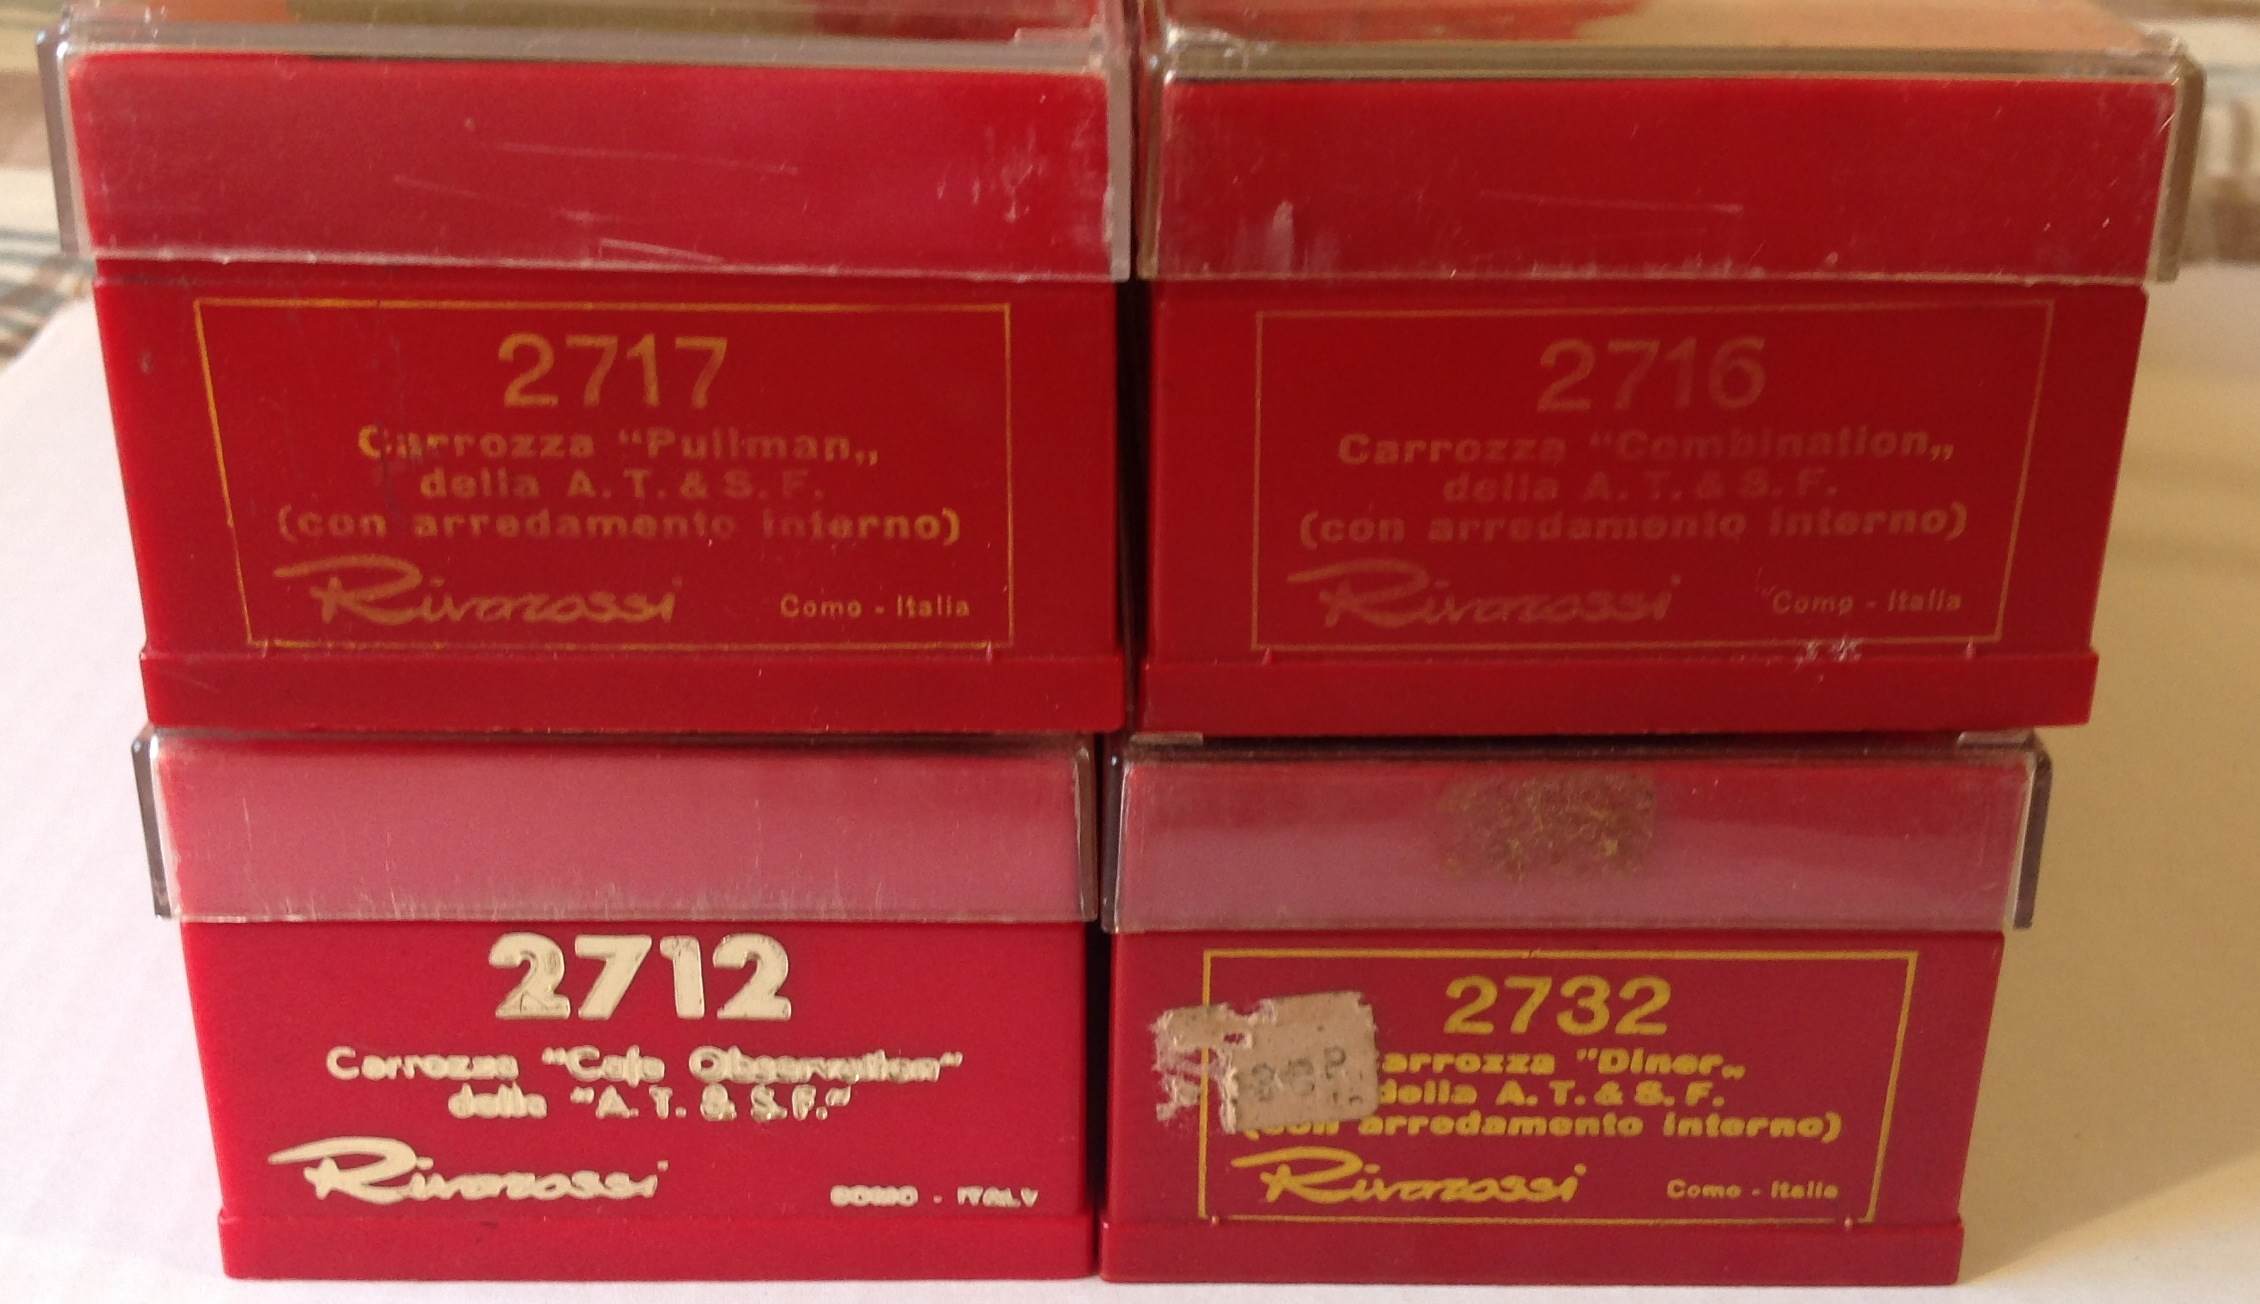 2717
Carrozza “Pullman„
della A. T. & S. F.
(con arredamento interno)
Rivarossi Como - Italia
2716
Carrozza “Combination„
della A. T. & S. F.
(con arredamento interno)
Rivarossi Como - Italia
2712
Carrozza “Cafe Observation“
della “A. T. & S. F.“
Rivarossi COMO - ITALY
2732
arrozza "Diner„
della A. T. & S. F.
(con arredamento interno)
Rivarossi Como - Italia